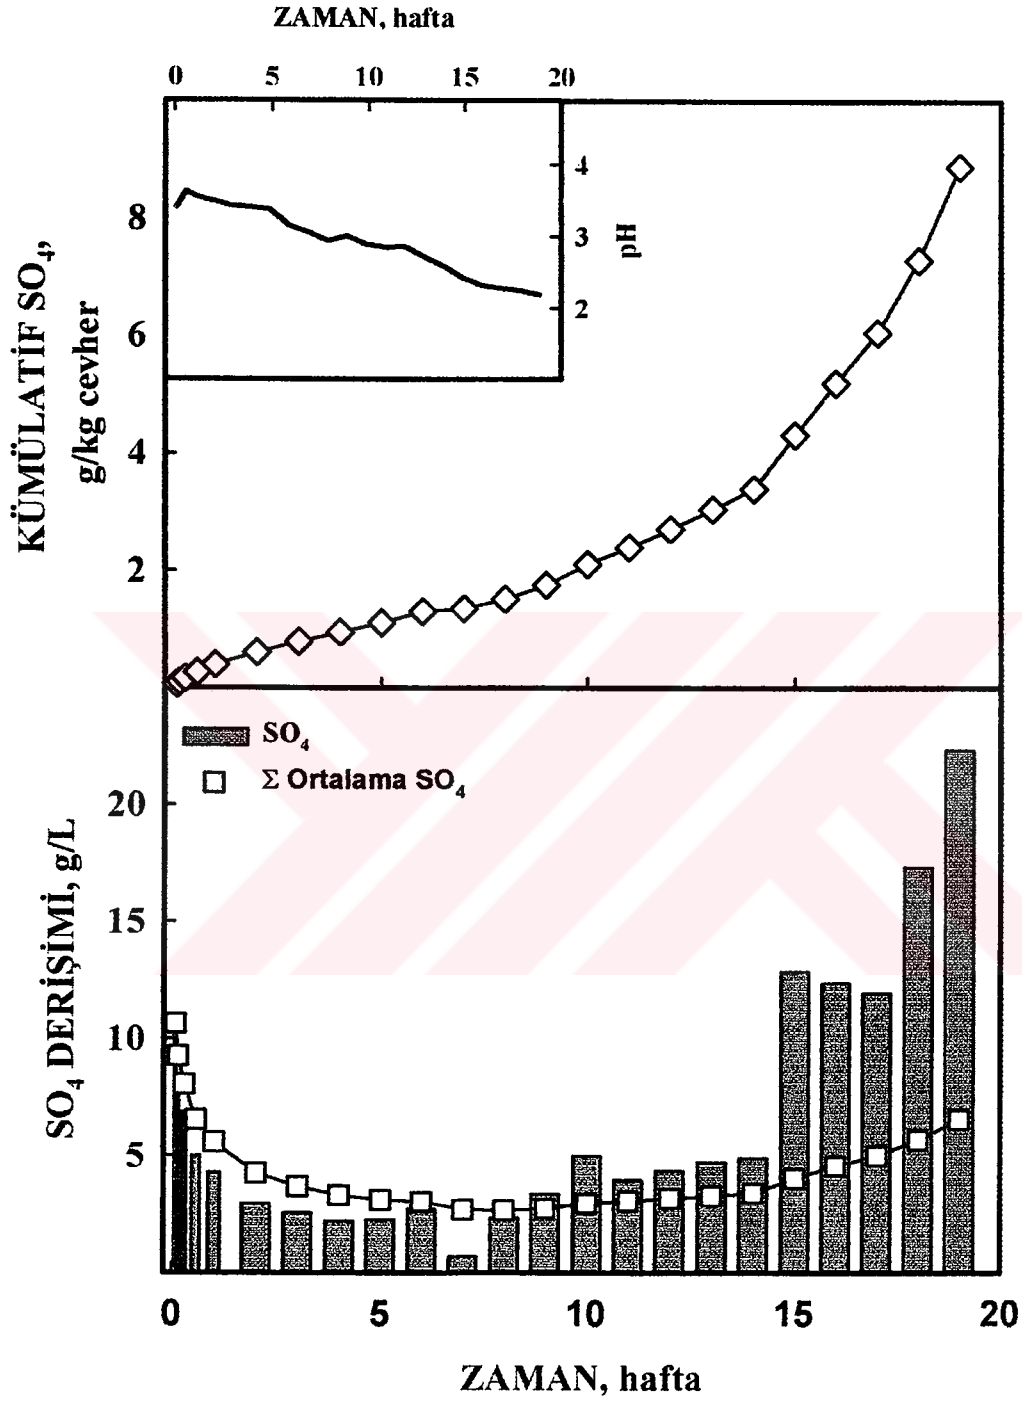 ZAMAN, hafta
0 5 10 15 20
4
3
2
pH
8
6
4
2
KÜMÜLATİF SO4,
g/kg cevher
SO4
Σ Ortalama SO4
20
15
10
5
SO4 DERİŞİMİ, g/L
0 5 10 15 20
ZAMAN, hafta